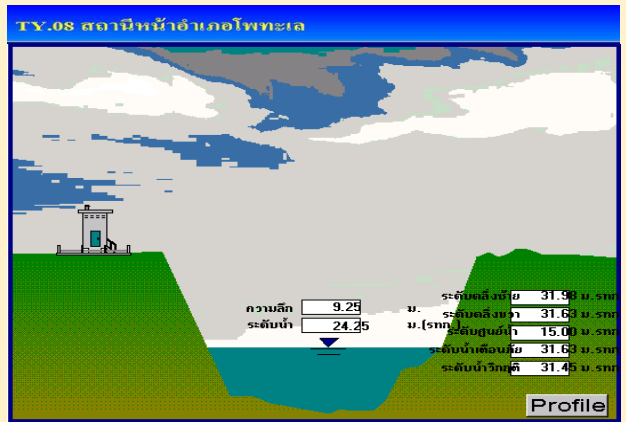 TY.08 สถานีหน้าอำเภอโพทะเล
ความลึก 9.25 ม.
ระดับน้ำ 24.25 ม.(รทก.)
ระดับตลิ่งซ้าย 31.98 ม.รทก
ระดับตลิ่งขวา 31.63 ม.รทก
ระดับศูนย์น้ำ 15.00 ม.รทก
ระดับน้ำเตือนภัย 31.63 ม.รทก
ระดับน้ำวิกฤติ 31.45 ม.รทก
Profile